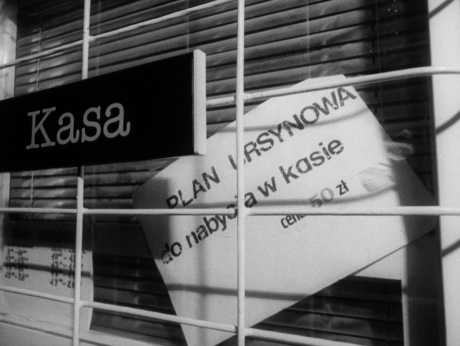 Kasa
PLAN URSYNOWA
do nabycia w kasie
cena 50 zł